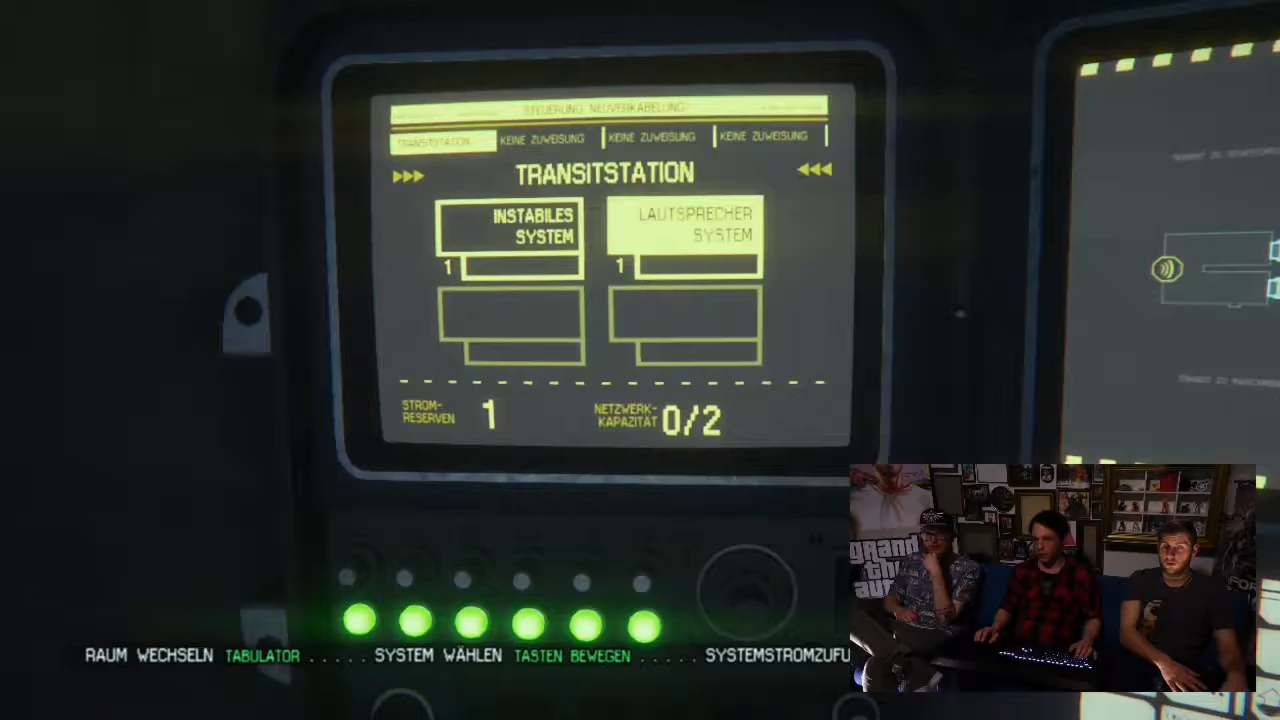 STEUERUNG NEUVERKABELUNG
TRANSITSTATION KEINE ZUWEISUNG KEINE ZUWEISUNG KEINE ZUWEISUNG
TRANSITSTATION
INSTABILES
SYSTEM
1
LAUTSPRECHER
SYSTEM
1
STROM-
RESERVEN
1
NETZWERK-
KAPAZITÄT
0/2
RAUM WECHSELN TABULATOR ..... SYSTEM WÄHLEN TASTEN BEWEGEN ..... SYSTEMSTROMZUFU
grand